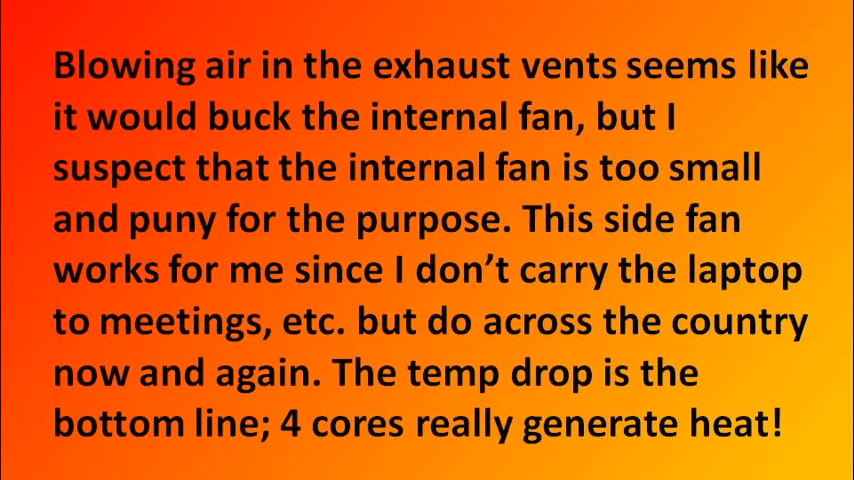 Blowing air in the exhaust vents seems like
it would buck the internal fan, but I
suspect that the internal fan is too small
and puny for the purpose. This side fan
works for me since I don’t carry the laptop
to meetings, etc. but do across the country
now and again. The temp drop is the
bottom line; 4 cores really generate heat!